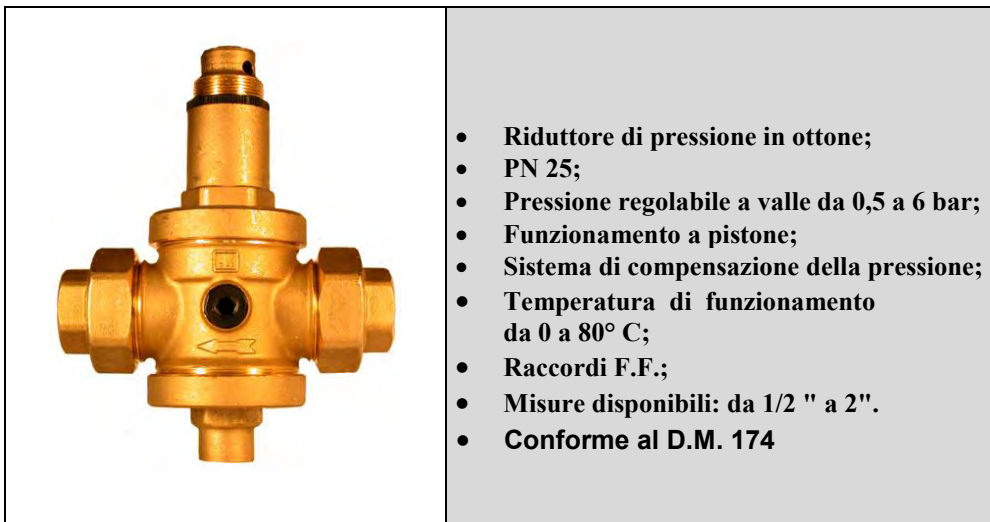 • Riduttore di pressione in ottone;
• PN 25;
• Pressione regolabile a valle da 0,5 a 6 bar;
• Funzionamento a pistone;
• Sistema di compensazione della pressione;
• Temperatura di funzionamento
da 0 a 80° C;
• Raccordi F.F.;
• Misure disponibili: da 1/2 " a 2".
• Conforme al D.M. 174